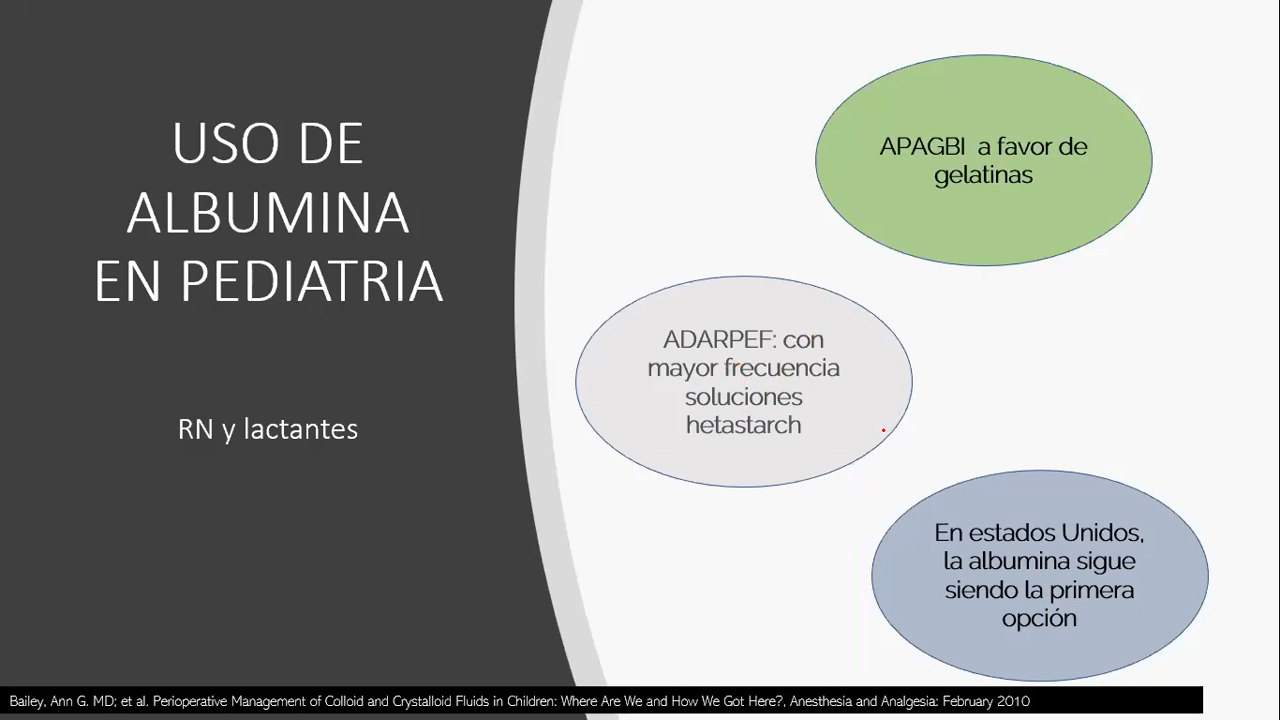 USO DE
ALBUMINA
EN PEDIATRIA
RN y lactantes
APAGBI a favor de
gelatinas
ADARPEF: con
mayor frecuencia
soluciones
hetastarch
En estados Unidos,
la albumina sigue
siendo la primera
opción
Bailey, Ann G. MD; et al. Perioperative Management of Colloid and Crystalloid Fluids in Children: Where Are We and How We Got Here?, Anesthesia and Analgesia: February 2010